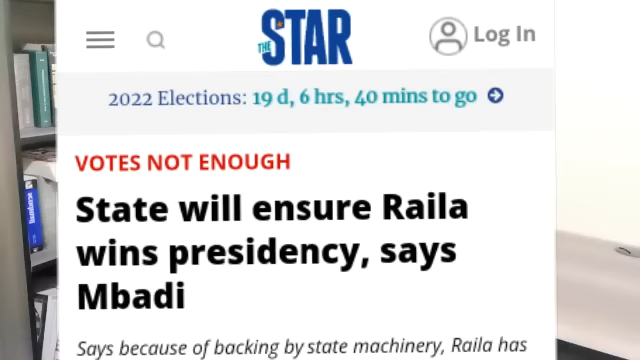 THE STAR
Log In
2022 Elections: 19 d, 6 hrs, 40 mins to go
VOTES NOT ENOUGH
State will ensure Raila
wins presidency, says
Mbadi
Says because of backing by state machinery, Raila has